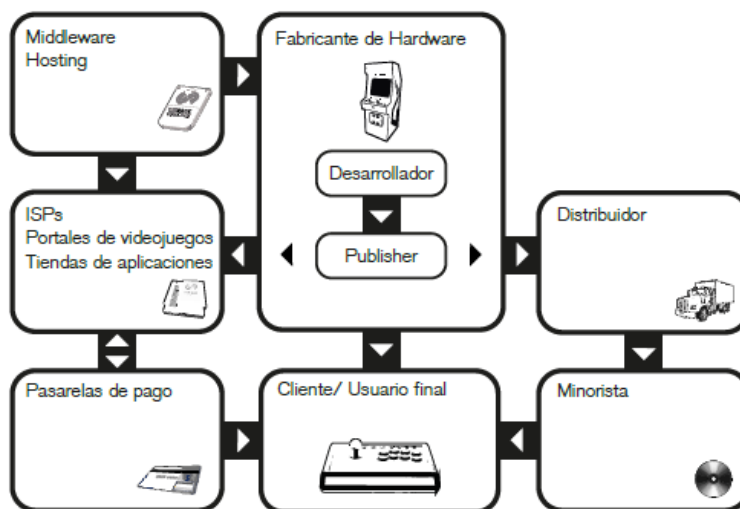 Middleware
Hosting
Fabricante de Hardware
Desarrollador
Publisher
ISPs
Portales de videojuegos
Tiendas de aplicaciones
Distribuidor
Pasarelas de pago
Cliente/ Usuario final
Minorista